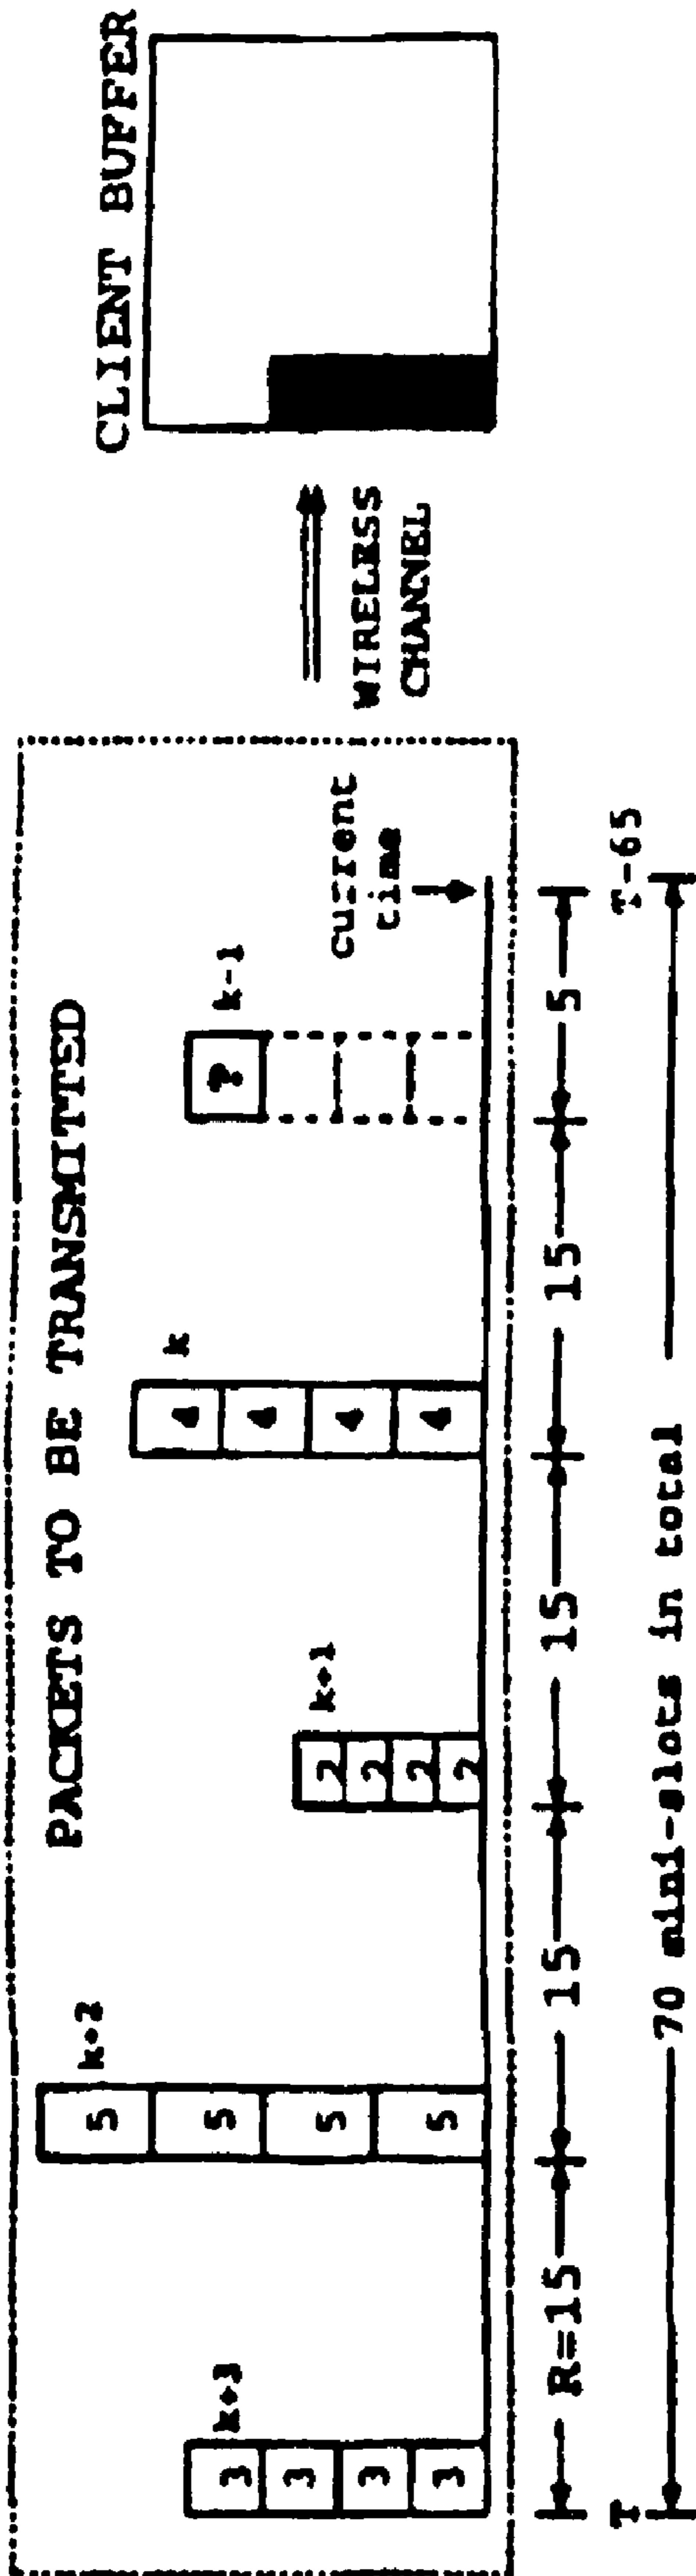 PACKETS TO BE TRANSMITTED
CLIENT BUFFER
k+3
k+2
k+1
k
k-1
3
3
3
3
5
5
5
5
2
2
2
2
4
4
4
4
?
current
time
WIRELESS
CHANNEL
R=15
15
15
15
5
T
T-65
70 mini-slots in total